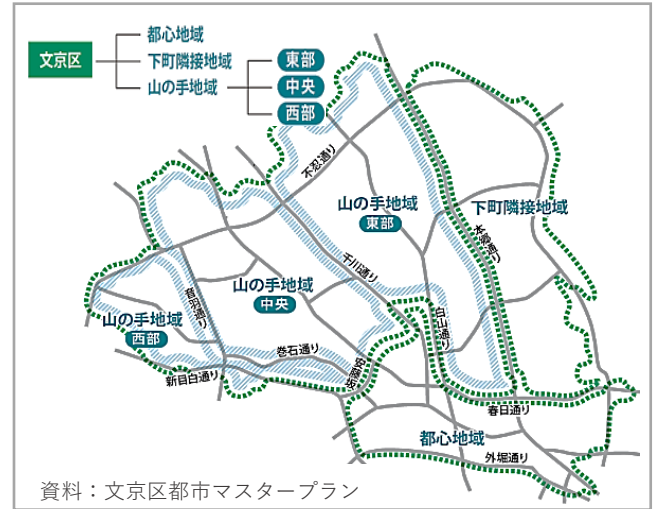 文京区
都心地域
下町隣接地域
山の手地域
東部
中央
西部
不忍通り
山の手地域
東部
下町隣接地域
本郷通り
千川通り
山の手地域
中央
音羽通り
白山通り
山の手地域
西部
巻石通り
安藤坂
新目白通り
春日通り
都心地域
外堀通り
資料：文京区都市マスタープラン